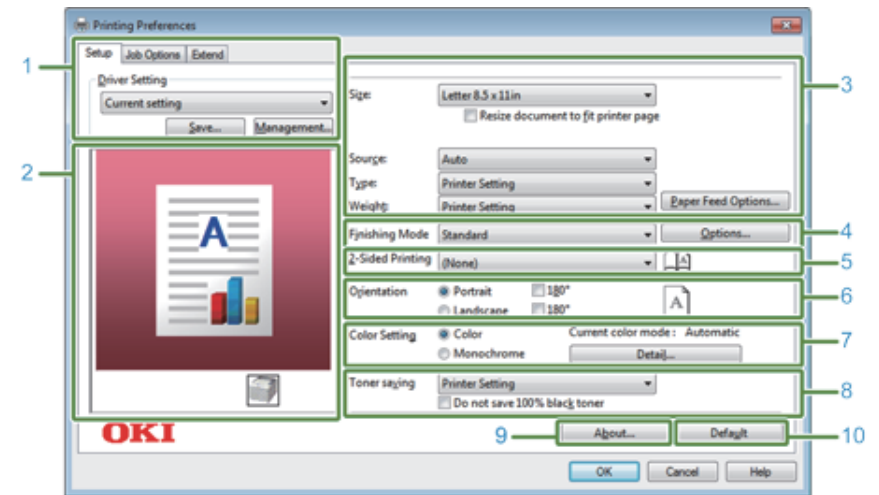 Printing Preferences
Setup Job Options Extend
1
Driver Setting
Current setting
Save... Management...
2
A
OKI
Size: Letter 8.5 x 11in
3
Resize document to fit printer page
Source: Auto
Type: Printer Setting
Weight: Printer Setting Paper Feed Options...
Finishing Mode Standard Options...
4
2-Sided Printing (None) A
5
Orientation Portrait 180°
Landscape 180° A
6
Color Setting Color Current color mode : Automatic
Monochrome Detail...
7
Toner saving Printer Setting
8
Do not save 100% black toner
9 About... Default 10
OK Cancel Help